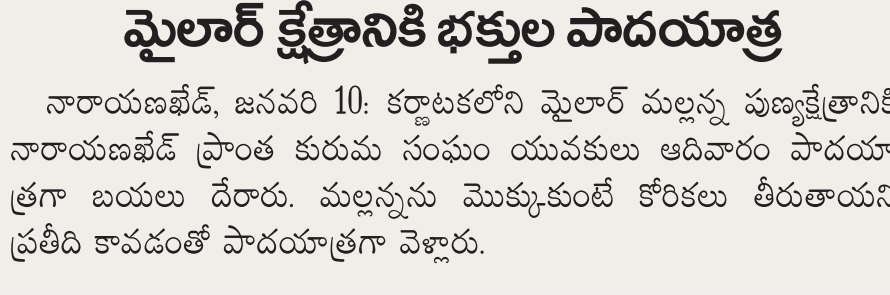 మైలార్ క్షేత్రానికి భక్తుల పాదయాత్ర
నారాయణఖేడ్, జనవరి 10: కర్ణాటకలోని మైలార్ మల్లన్న పుణ్యక్షేత్రానికి
నారాయణఖేడ్ ప్రాంత కురుమ సంఘం యువకులు ఆదివారం పాదయా
త్రగా బయలు దేరారు. మల్లన్నను మొక్కుకుంటే కోరికలు తీరుతాయని
ప్రతీది కావడంతో పాదయాత్రగా వెళ్లారు.